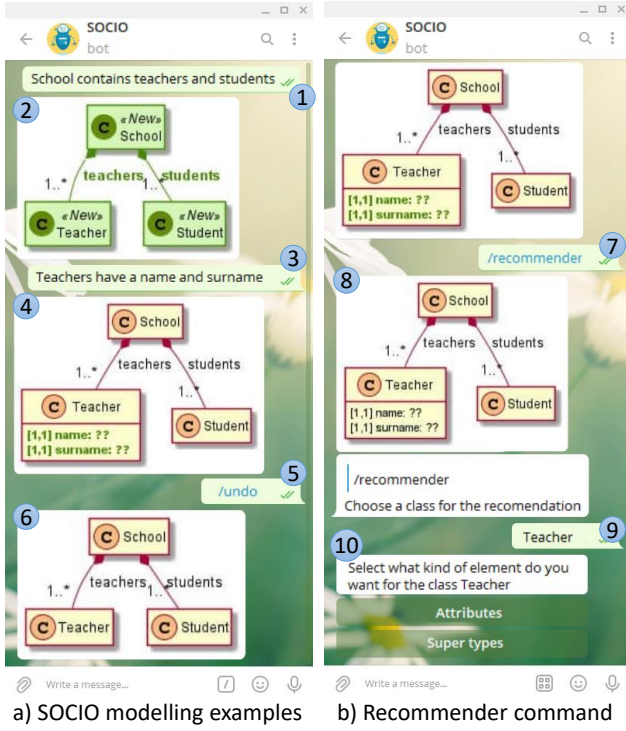 SOCIO
bot
School contains teachers and students
1
2
C «New» School
teachers students
1..* 1..*
C «New» Teacher
C «New» Student
3
Teachers have a name and surname
4
C School
teachers students
1..* 1..*
C Teacher
C Student
[1,1] name: ??
[1,1] surname: ??
5
/undo
6
C School
teachers students
1..* 1..*
C Teacher C Student
Write a message...
a) SOCIO modelling examples
SOCIO
bot
C School
teachers students
1..* 1..*
C Teacher
C Student
[1,1] name: ??
[1,1] surname: ??
7
/recommender
8
C School
teachers students
1..* 1..*
C Teacher
C Student
[1,1] name: ??
[1,1] surname: ??
/recommender
Choose a class for the recomendation
9
Teacher
10
Select what kind of element do you
want for the class Teacher
Attributes
Super types
Write a message...
b) Recommender command